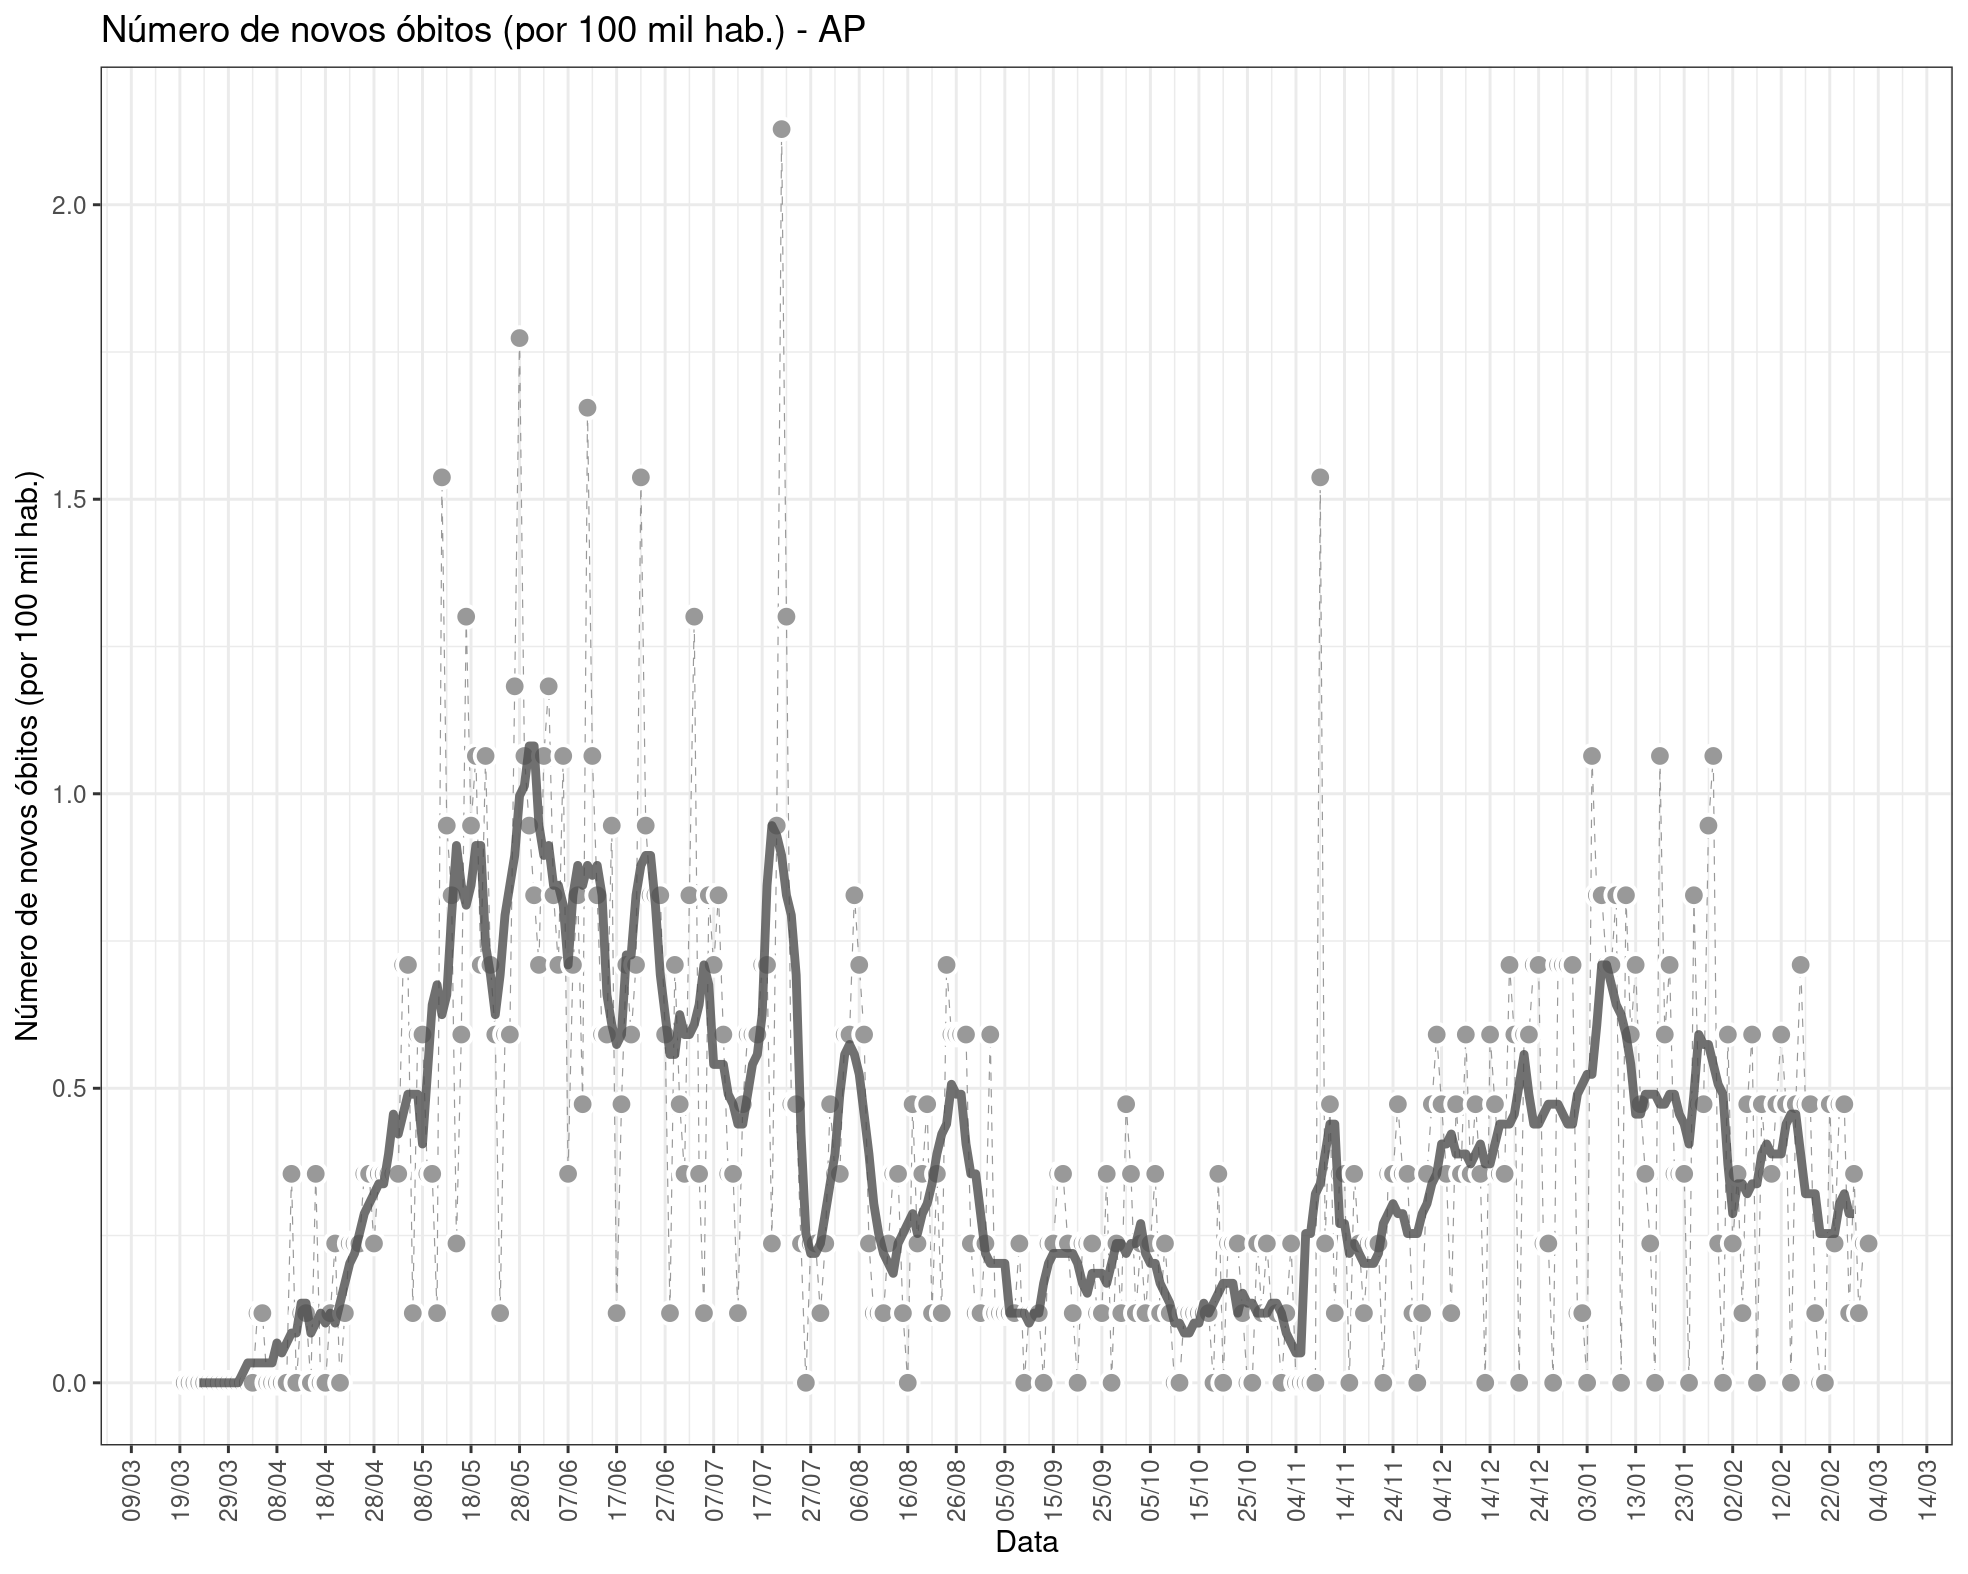 Número de novos óbitos (por 100 mil hab.) - AP
Número de novos óbitos (por 100 mil hab.)
2.0
1.5
1.0
0.5
0.0
09/03 19/03 29/03 08/04 18/04 28/04 08/05 18/05 28/05 07/06 17/06 27/06 07/07 17/07 27/07 06/08 16/08 26/08 05/09 15/09 25/09 05/10 15/10 25/10 04/11 14/11 24/11 04/12 14/12 24/12 03/01 13/01 23/01 02/02 12/02 22/02 04/03 14/03
Data